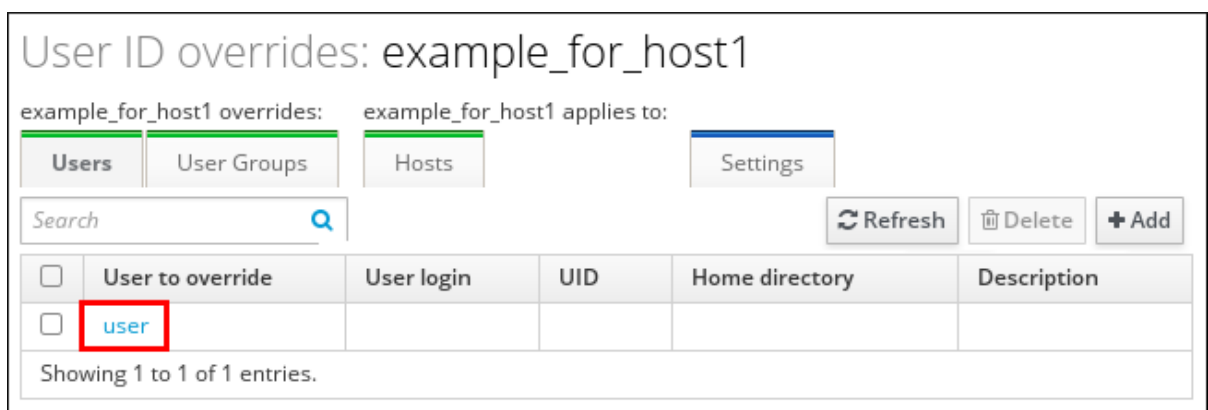 User ID overrides: example_for_host1
example_for_host1 overrides: example_for_host1 applies to:
Users User Groups Hosts Settings
Search Refresh Delete Add
User to override User login UID Home directory Description
user
Showing 1 to 1 of 1 entries.